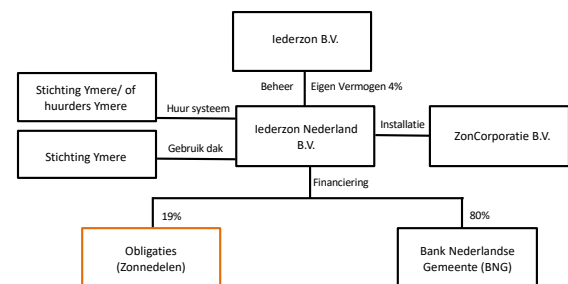 Iederzon B.V.
Beheer
Eigen Vermogen 4%
Stichting Ymere/ of
huurders Ymere
Huur systeem
Iederzon Nederland
B.V.
Installatie
ZonCorporatie B.V.
Stichting Ymere
Gebruik dak
Financiering
19%
80%
Obligaties
(Zonnedelen)
Bank Nederlandse
Gemeente (BNG)